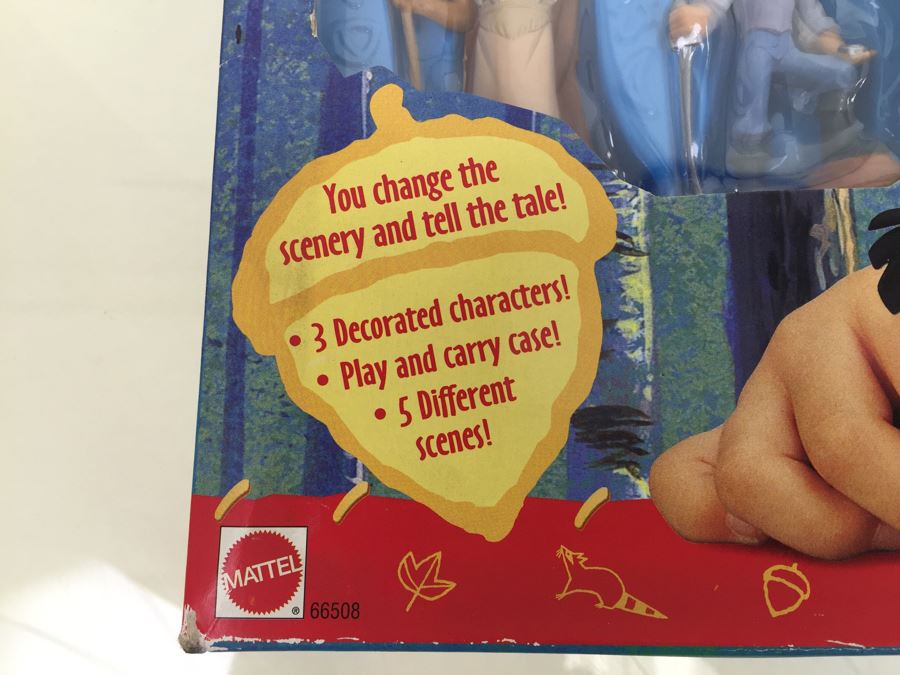 You change the
scenery and tell the tale!
• 3 Decorated characters!
• Play and carry case!
• 5 Different
scenes!
MATTEL
® 66508